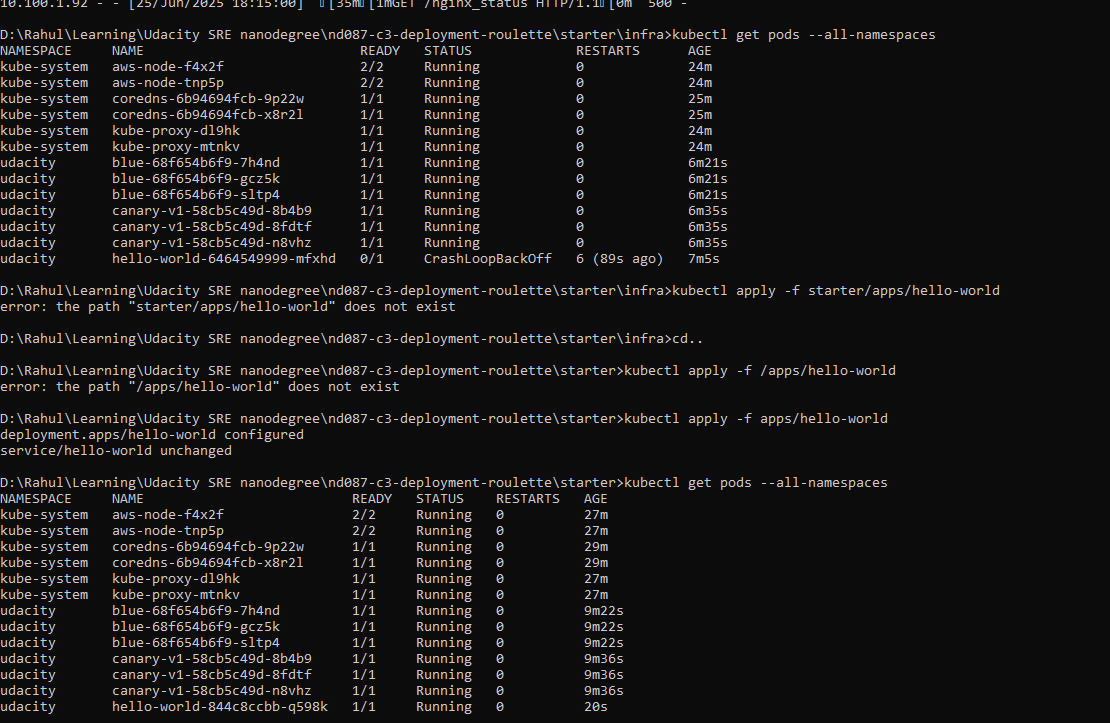 10.100.1.92 - - [25/Jun/2025 18:15:00] [35m[1mGET /nginx_status HTTP/1.1[0m 500 -
D:\Rahul\Learning\Udacity SRE nanodegree\nd087-c3-deployment-roulette\starter\infra>kubectl get pods --all-namespaces
NAMESPACE NAME READY STATUS RESTARTS AGE
kube-system aws-node-f4x2f 2/2 Running 0 24m
kube-system aws-node-tnp5p 2/2 Running 0 24m
kube-system coredns-6b94694fcb-9p22w 1/1 Running 0 25m
kube-system coredns-6b94694fcb-x8r2l 1/1 Running 0 25m
kube-system kube-proxy-dl9hk 1/1 Running 0 24m
kube-system kube-proxy-mtnkv 1/1 Running 0 24m
udacity blue-68f654b6f9-7h4nd 1/1 Running 0 6m21s
udacity blue-68f654b6f9-gcz5k 1/1 Running 0 6m21s
udacity blue-68f654b6f9-sltp4 1/1 Running 0 6m21s
udacity canary-v1-58cb5c49d-8b4b9 1/1 Running 0 6m35s
udacity canary-v1-58cb5c49d-8fdtf 1/1 Running 0 6m35s
udacity canary-v1-58cb5c49d-n8vhz 1/1 Running 0 6m35s
udacity hello-world-6464549999-mfxhd 0/1 CrashLoopBackOff 6 (89s ago) 7m5s
D:\Rahul\Learning\Udacity SRE nanodegree\nd087-c3-deployment-roulette\starter\infra>kubectl apply -f starter/apps/hello-world
error: the path "starter/apps/hello-world" does not exist
D:\Rahul\Learning\Udacity SRE nanodegree\nd087-c3-deployment-roulette\starter\infra>cd..
D:\Rahul\Learning\Udacity SRE nanodegree\nd087-c3-deployment-roulette\starter>kubectl apply -f /apps/hello-world
error: the path "/apps/hello-world" does not exist
D:\Rahul\Learning\Udacity SRE nanodegree\nd087-c3-deployment-roulette\starter>kubectl apply -f apps/hello-world
deployment.apps/hello-world configured
service/hello-world unchanged
D:\Rahul\Learning\Udacity SRE nanodegree\nd087-c3-deployment-roulette\starter>kubectl get pods --all-namespaces
NAMESPACE NAME READY STATUS RESTARTS AGE
kube-system aws-node-f4x2f 2/2 Running 0 27m
kube-system aws-node-tnp5p 2/2 Running 0 27m
kube-system coredns-6b94694fcb-9p22w 1/1 Running 0 29m
kube-system coredns-6b94694fcb-x8r2l 1/1 Running 0 29m
kube-system kube-proxy-dl9hk 1/1 Running 0 27m
kube-system kube-proxy-mtnkv 1/1 Running 0 27m
udacity blue-68f654b6f9-7h4nd 1/1 Running 0 9m22s
udacity blue-68f654b6f9-gcz5k 1/1 Running 0 9m22s
udacity blue-68f654b6f9-sltp4 1/1 Running 0 9m22s
udacity canary-v1-58cb5c49d-8b4b9 1/1 Running 0 9m36s
udacity canary-v1-58cb5c49d-8fdtf 1/1 Running 0 9m36s
udacity canary-v1-58cb5c49d-n8vhz 1/1 Running 0 9m36s
udacity hello-world-844c8ccbb-q598k 1/1 Running 0 20s